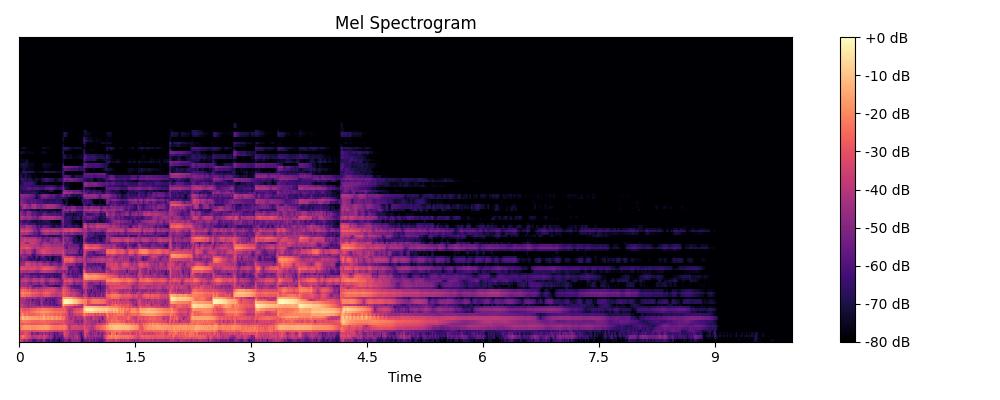 Mel Spectrogram
+0 dB
-10 dB
-20 dB
-30 dB
-40 dB
-50 dB
-60 dB
-70 dB
-80 dB
0 1.5 3 4.5 6 7.5 9
Time